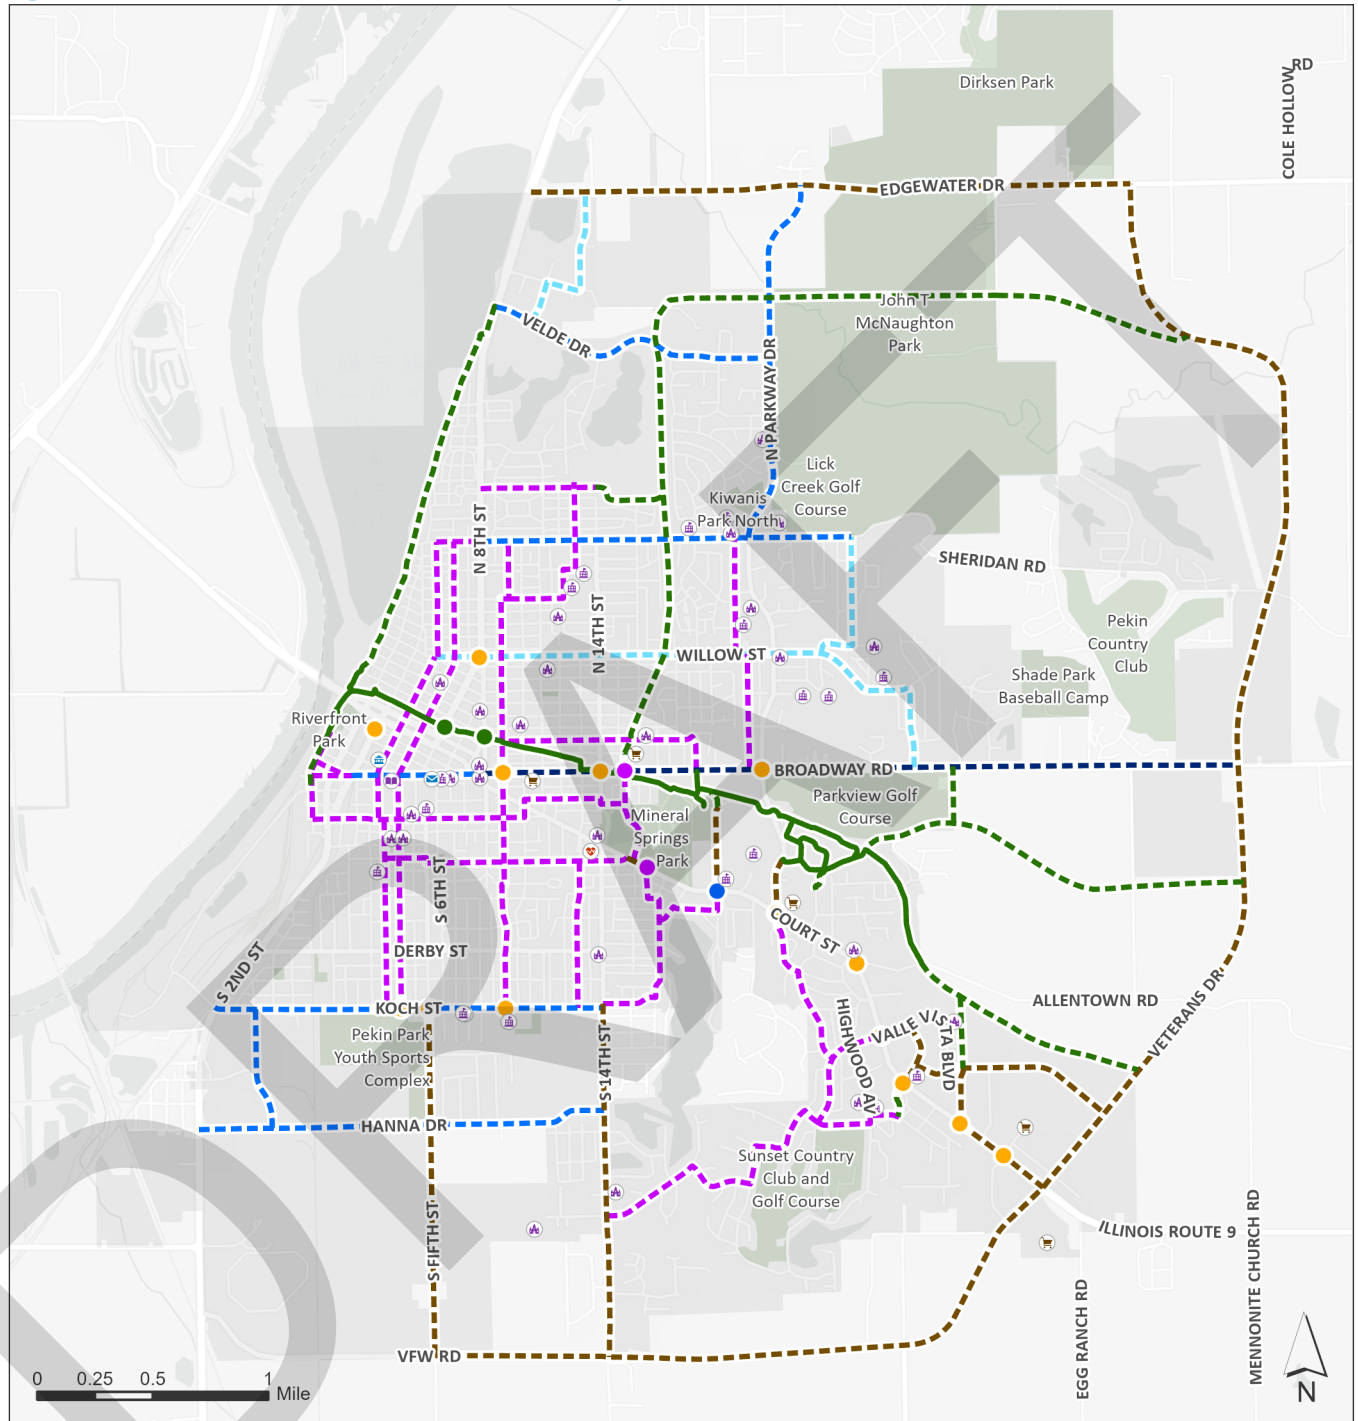 Dirksen Park
RD
COLE HOLLOW
EDGEWATER DR
John T
McNaughton
Park
VELDE DR
N PARKWAY DR
Lick
Creek Golf
Course
Kiwanis
Park North
N 8TH ST
SHERIDAN RD
N 14TH ST
Pekin
Country
Club
WILLOW ST
Shade Park
Baseball Camp
Riverfront
Park
BROADWAY RD
Parkview Golf
Course
Mineral
Springs
Park
S 6TH ST
COURT ST
DERBY ST
S 2ND ST
KOCH ST
ALLENTOWN RD
VETERANS DR
HIGHWOOD AV
VALLE VISTA BLVD
Pekin Park
Youth Sports
Complex
S 14TH ST
HANNA DR
Sunset Country
Club and
Golf Course
S FIFTH ST
ILLINOIS ROUTE 9
MENNONITE CHURCH RD
EGG RANCH RD
VFW RD
0 0.25 0.5 1
Mile
N
DRAFT